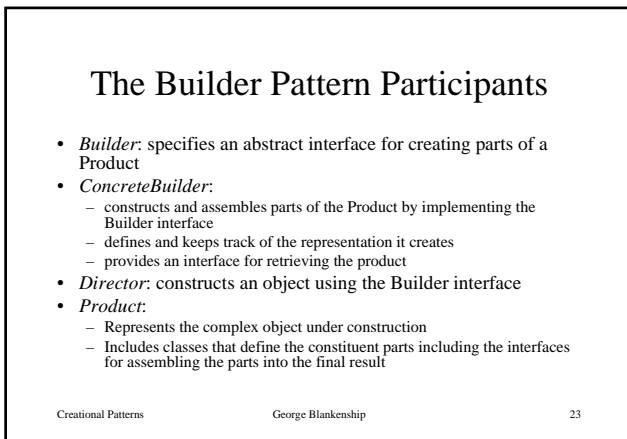 The Builder Pattern Participants
• Builder: specifies an abstract interface for creating parts of a
Product
• ConcreteBuilder:
– constructs and assembles parts of the Product by implementing the
Builder interface
– defines and keeps track of the representation it creates
– provides an interface for retrieving the product
• Director: constructs an object using the Builder interface
• Product:
– Represents the complex object under construction
– Includes classes that define the constituent parts including the interfaces
for assembling the parts into the final result
Creational Patterns George Blankenship 23